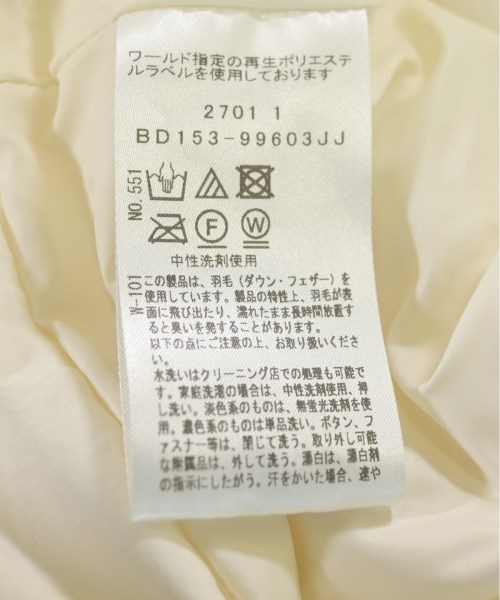 ワールド指定の再生ポリエステ
ルラベルを使用しております
2701 1
BD153-99603JJ
NO. 551
F
W
中性洗剤使用
W-101
この製品は、羽毛（ダウン・フェザー）を
使用しています。製品の特性上、羽毛が表
面に飛び出たり、濡れたまま長時間放置す
ると臭いを発することがあります。
以下の点にご注意の上、お取り扱いくださ
い。
水洗いはクリーニング店での処理も可能で
す。家庭洗濯の場合は、中性洗剤使用、押
し洗い。淡色系のものは、無蛍光洗剤を使
用。濃色系のものは単品洗い。ボタン、フ
ァスナー等は、閉じて洗う。取り外し可能
な附属品は、外して洗う。漂白は、漂白剤
の指示にしたがう。汗をかいた場合、速や